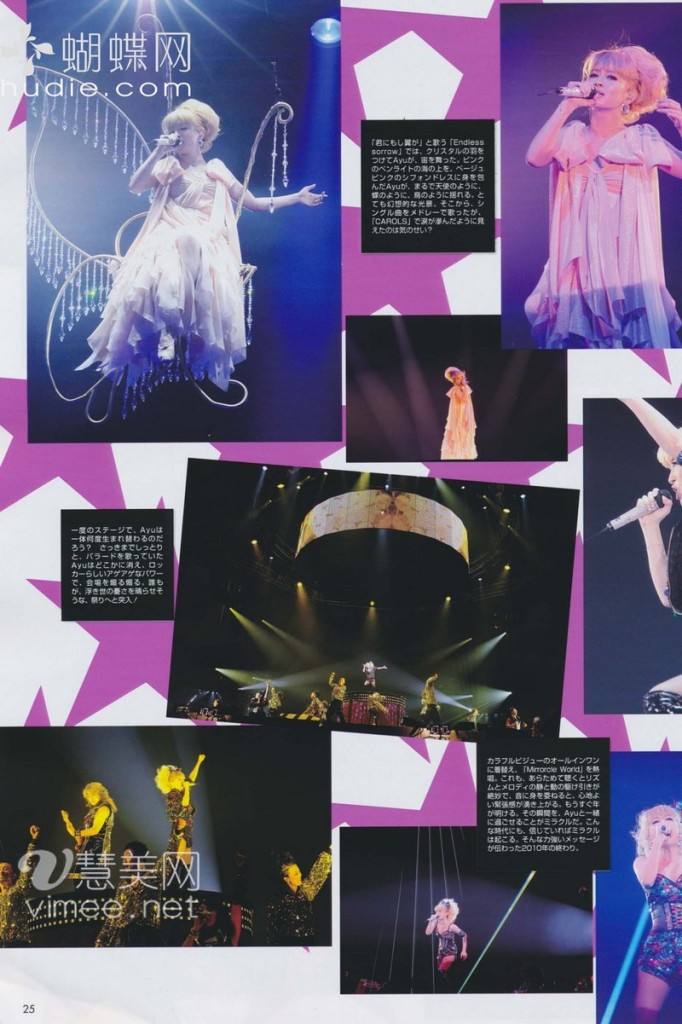 蝴蝶网
hudie.com
「君にもし翼が」と歌う「Endless
sorrow」では、クリスタルの羽を
つけてAyuが、宙を舞った。ピンク
のペンライトの海の上を、ベージュ
ピンクのシフォンドレスに身を包
んだAyuが、まるで天使のように、
蝶のように、鳥のように揺れる。と
ても幻想的な光景。そこから、シ
ングル曲をメドレーで歌ったが、
「CAROLS」で涙が滲んだように見
えたのは気のせい?
一度のステージで、Ayuは
一体何度生まれ替わるのだ
ろう? さっきまでしっとり
と、バラードを歌っていた
Ayuはどこかに消え、ロッ
カーらしいアゲアゲなパワー
で、会場を煽る煽る。誰も
が、浮き世の憂さを晴らせそ
うな、祭りへと突入!
カラフルビジューのオールインワン
に着替え、「Mirrorcle World」を熱
唱。これも、あらためて聴くとリズ
ムとメロディの静と動の駆け引きが
絶妙で、音に身を委ねると、心地よ
い緊張感が湧き上がる。もうすぐ年
が明ける。その瞬間を、Ayuと一緒
に過ごせることがミラクルだ。こん
な時代にも、信じていればミラクル
は起こる。そんな力強いメッセージ
が伝わった2010年の終わり。
v慧美网
vimee.net
25